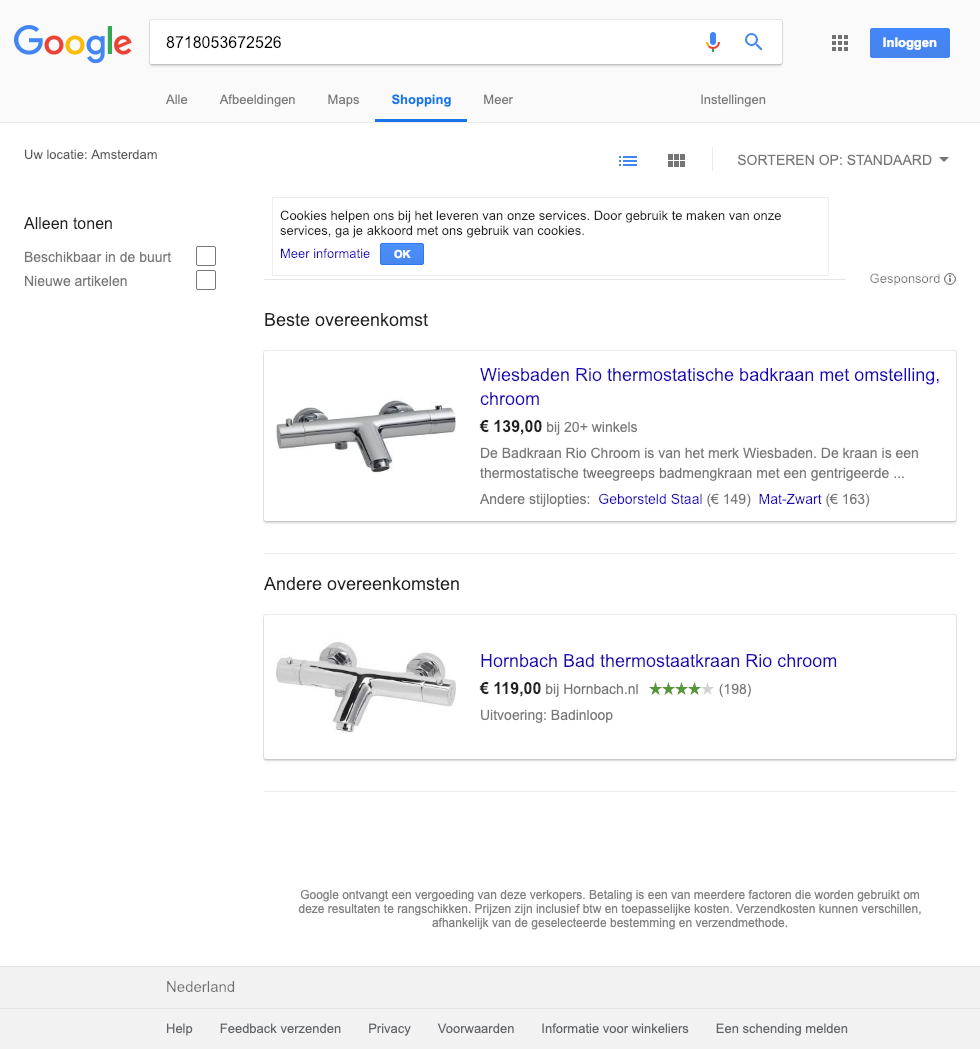 Google
8718053672526
Inloggen
Alle Afbeeldingen Maps Shopping Meer Instellingen
Uw locatie: Amsterdam
SORTEREN OP: STANDAARD
Alleen tonen
Beschikbaar in de buurt
Nieuwe artikelen
Cookies helpen ons bij het leveren van onze services. Door gebruik te maken van onze
services, ga je akkoord met ons gebruik van cookies.
Meer informatie OK
Gesponsord
Beste overeenkomst
Wiesbaden Rio thermostatische badkraan met omstelling,
chroom
€ 139,00 bij 20+ winkels
De Badkraan Rio Chroom is van het merk Wiesbaden. De kraan is een
thermostatische tweegreeps badmengkraan met een gentrigeerde ...
Andere stijlopties: Geborsteld Staal (€ 149) Mat-Zwart (€ 163)
Andere overeenkomsten
Hornbach Bad thermostaatkraan Rio chroom
€ 119,00 bij Hornbach.nl ★★★★★ (198)
Uitvoering: Badinloop
Google ontvangt een vergoeding van deze verkopers. Betaling is een van meerdere factoren die worden gebruikt om
deze resultaten te rangschikken. Prijzen zijn inclusief btw en toepasselijke kosten. Verzendkosten kunnen verschillen,
afhankelijk van de geselecteerde bestemming en verzendmethode.
Nederland
Help Feedback verzenden Privacy Voorwaarden Informatie voor winkeliers Een schending melden